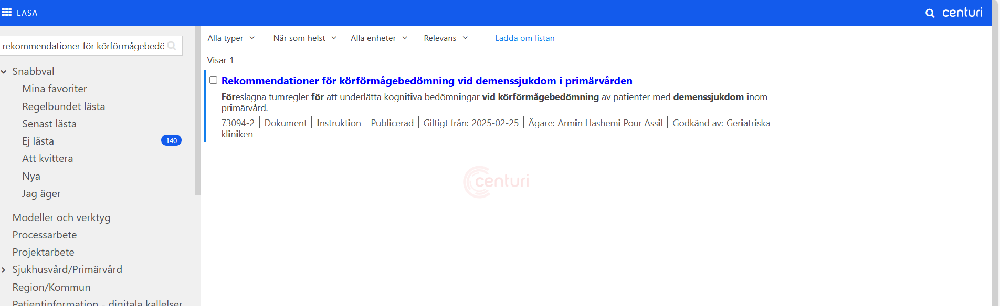 LÄSA
centuri
rekommendationer för körförmågebedö
Snabbval
Mina favoriter
Regelbundet lästa
Senast lästa
Ej lästa 140
Att kvittera
Nya
Jag äger
Modeller och verktyg
Processarbete
Projektarbete
Sjukhusvård/Primärvård
Region/Kommun
Patientinformation - digitala kallelser
Alla typer När som helst Alla enheter Relevans Ladda om listan
Visar 1
Rekommendationer för körförmågebedömning vid demenssjukdom i primärvården
Föreslagna tumregler för att underlätta kognitiva bedömningar vid körförmågebedömning av patienter med demenssjukdom inom
primärvård.
73094-2 | Dokument | Instruktion | Publicerad | Giltigt från: 2025-02-25 | Ägare: Armin Hashemi Pour Assil | Godkänd av: Geriatriska
kliniken
centuri